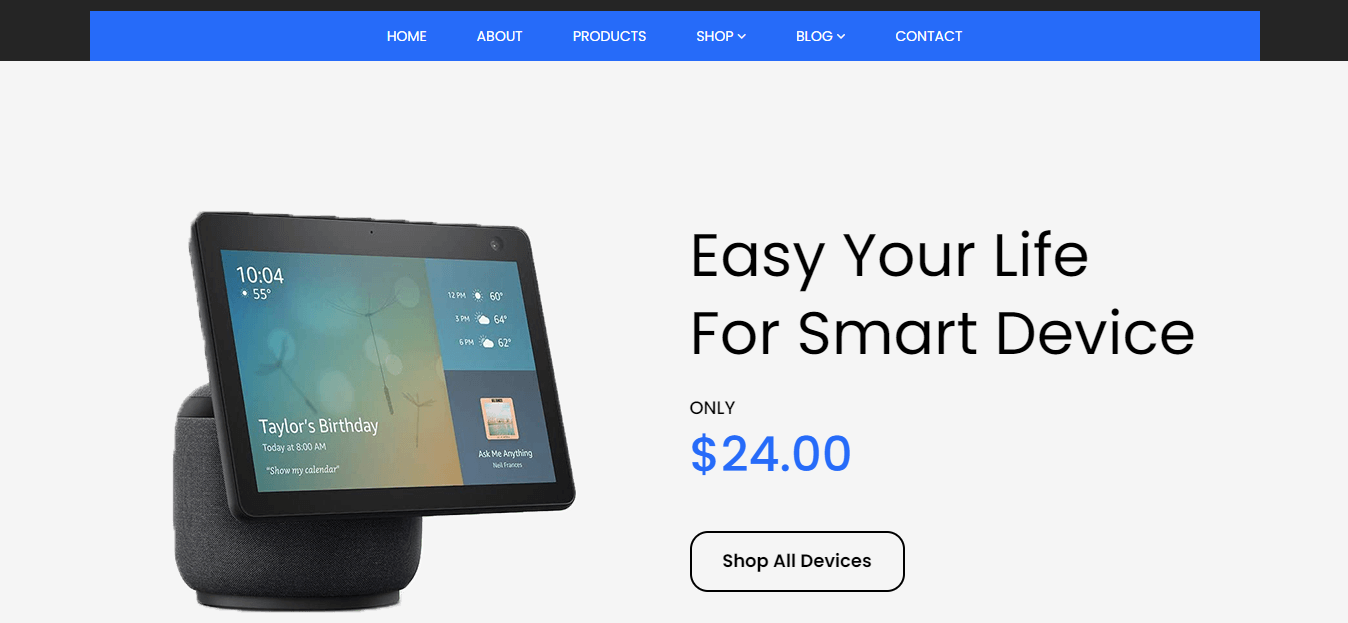 HOME ABOUT PRODUCTS SHOP BLOG CONTACT
Easy Your Life
For Smart Device
ONLY
$24.00
Shop All Devices
10:04
55°
12 PM 60°
3 PM 64°
6 PM 62°
Taylor's Birthday
Today at 8:00 AM
"Show my calendar"
Ask Me Anything
Neil Frances